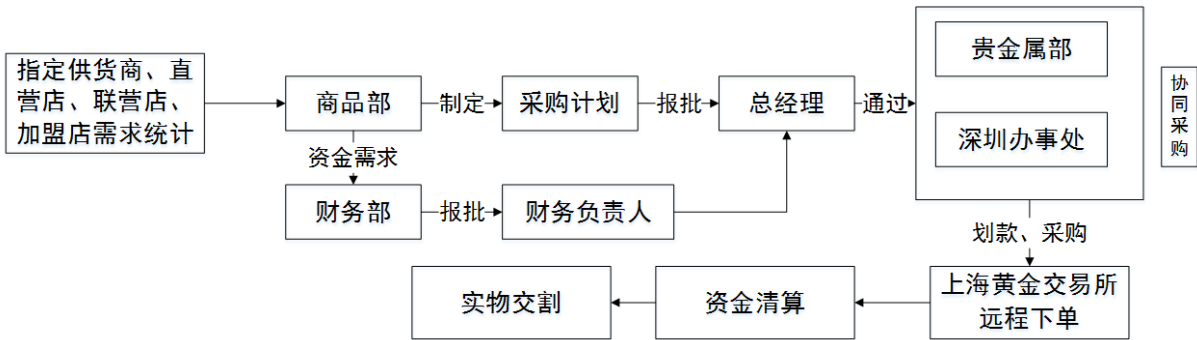 指定供货商、直
营店、联营店、
加盟店需求统计
商品部
制定
采购计划
报批
总经理
通过
贵金属部
深圳办事处
协
同
采
购
资金需求
财务部
报批
财务负责人
划款、采购
上海黄金交易所
远程下单
资金清算
实物交割